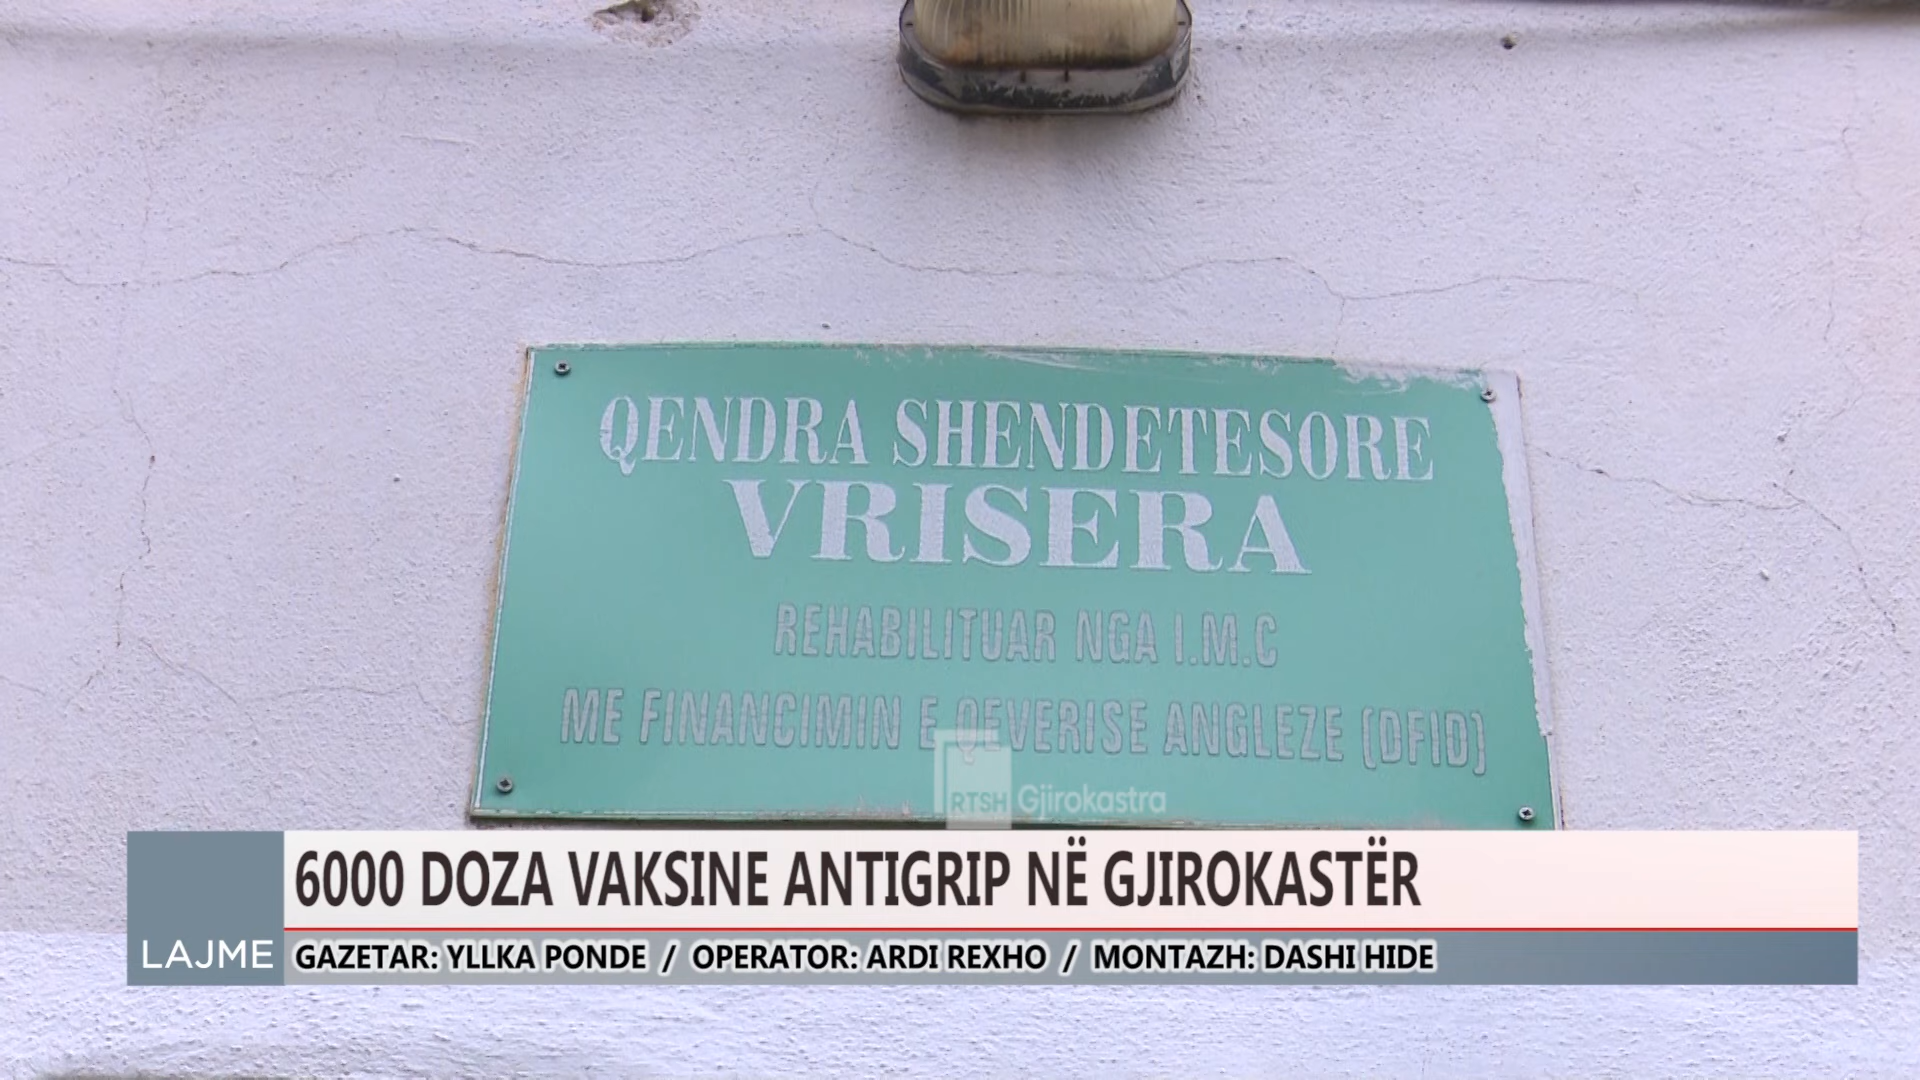 QENDRA SHENDETESORE
VRISERA
REHABILITUAR NGA I.M.C
ME FINANCIMIN E QEVERISE ANGLEZE (DFID)
RTSH Gjirokastra
6000 DOZA VAKSINE ANTIGRIP NË GJIROKASTËR
LAJME
GAZETAR: YLLKA PONDE / OPERATOR: ARDI REXHO / MONTAZH: DASHI HIDE